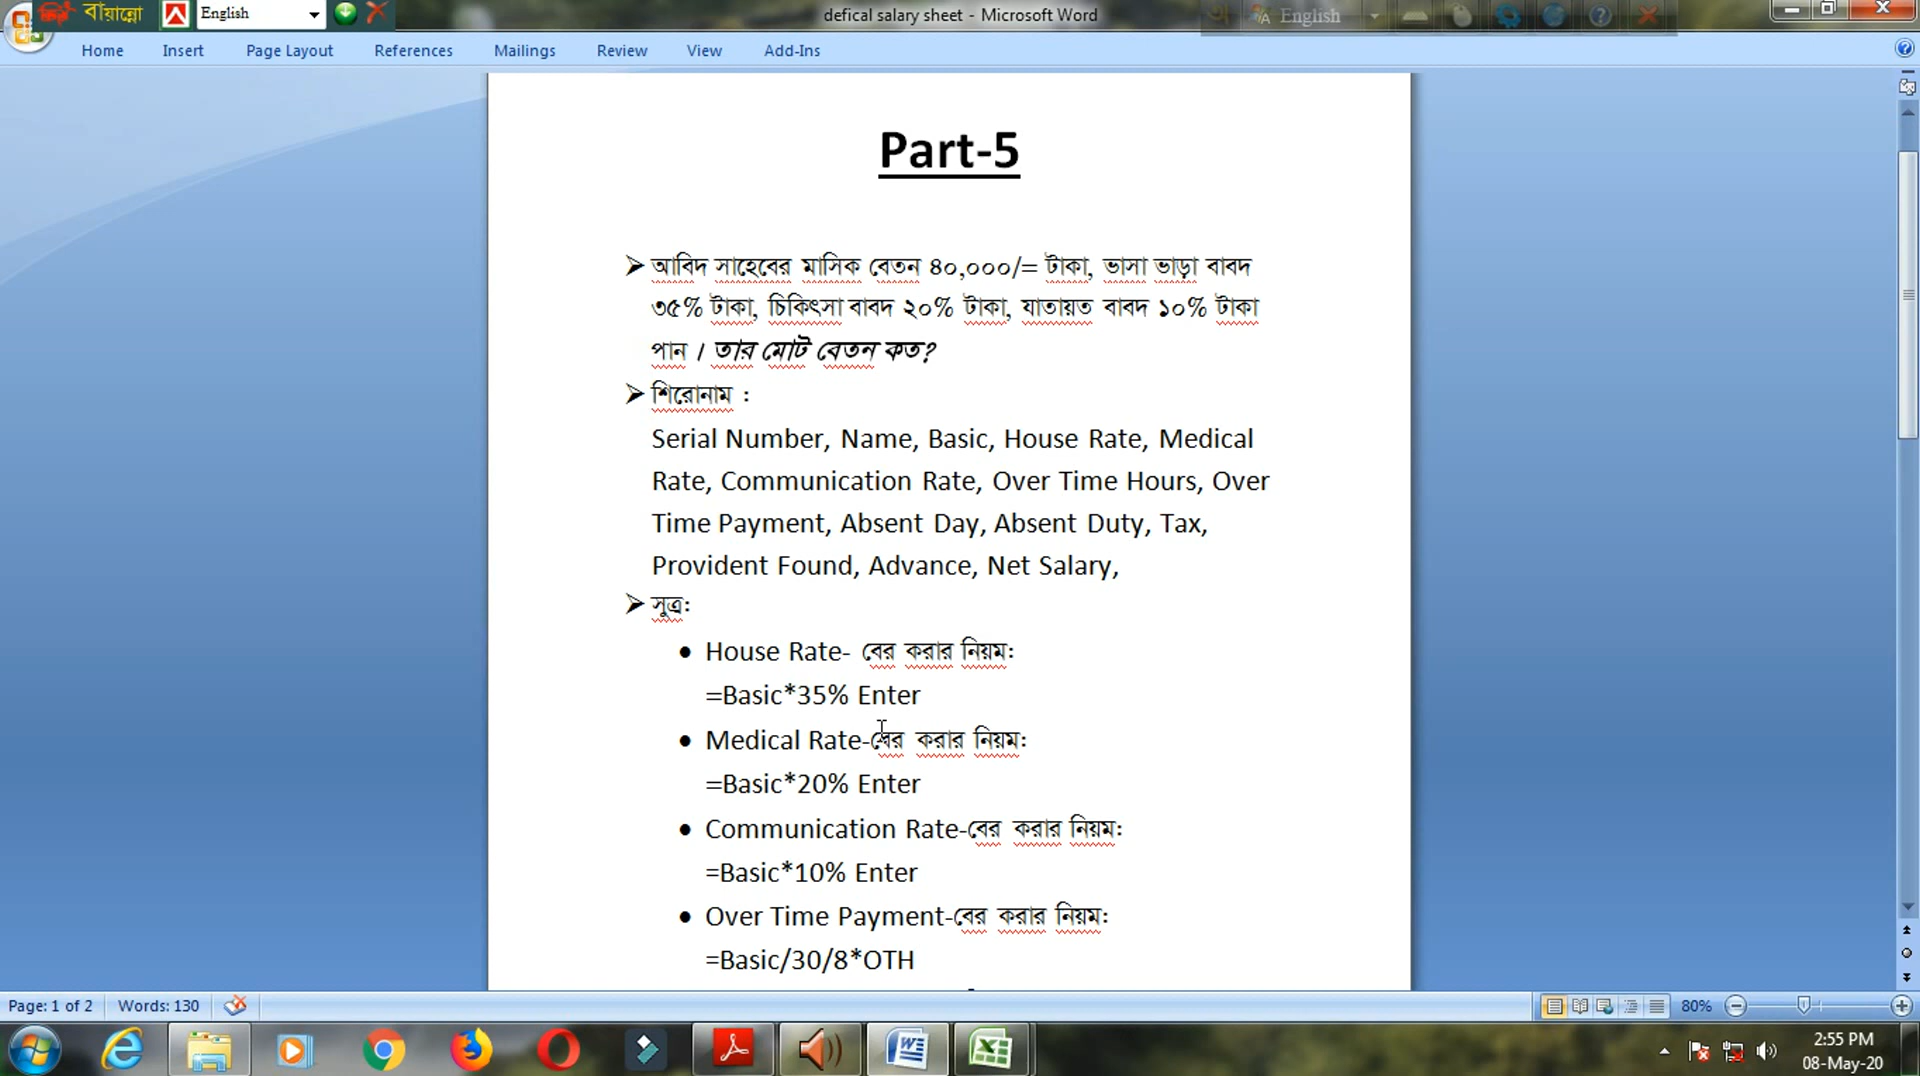 বায়ান্নো
English
defical salary sheet - Microsoft Word
English
Home Insert Page Layout References Mailings Review View Add-Ins
Part-5
আবিদ সাহেবের মাসিক বেতন ৪০,০০০/= টাকা, ভাসা ভাড়া বাবদ
৩৫% টাকা, চিকিৎসা বাবদ ২০% টাকা, যাতায়ত বাবদ ১০% টাকা
পান । তার মোট বেতন কত?
শিরোনাম :
Serial Number, Name, Basic, House Rate, Medical
Rate, Communication Rate, Over Time Hours, Over
Time Payment, Absent Day, Absent Duty, Tax,
Provident Found, Advance, Net Salary,
সুত্র:
House Rate- বের করার নিয়ম:
=Basic*35% Enter
Medical Rate-বের করার নিয়ম:
=Basic*20% Enter
Communication Rate-বের করার নিয়ম:
=Basic*10% Enter
Over Time Payment-বের করার নিয়ম:
=Basic/30/8*OTH
Page: 1 of 2 Words: 130 80%
2:55 PM
08-May-20